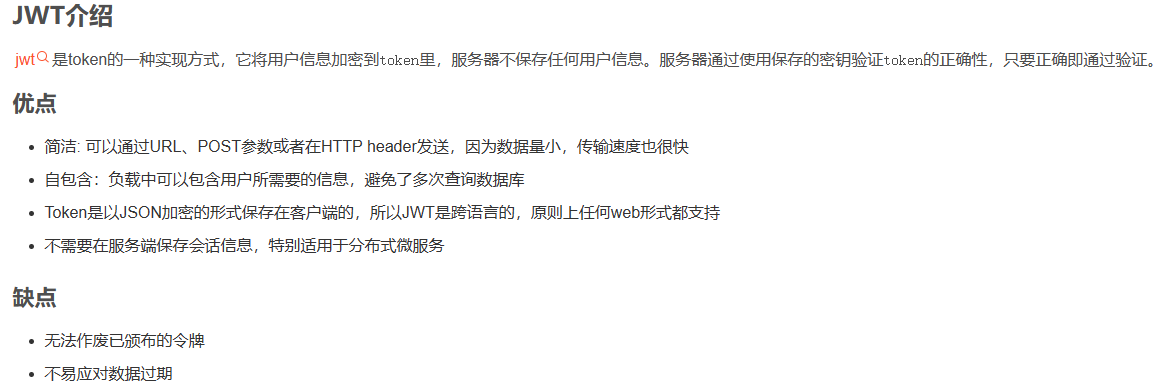 JWT介绍
jwt是token的一种实现方式，它将用户信息加密到token里，服务器不保存任何用户信息。服务器通过使用保存的密钥验证token的正确性，只要正确即通过验证。
优点
简洁: 可以通过URL、POST参数或者在HTTP header发送，因为数据量小，传输速度也很快
自包含：负载中可以包含用户所需要的信息，避免了多次查询数据库
Token是以JSON加密的形式保存在客户端的，所以JWT是跨语言的，原则上任何web形式都支持
不需要在服务端保存会话信息，特别适用于分布式微服务
缺点
无法作废已颁布的令牌
不易应对数据过期